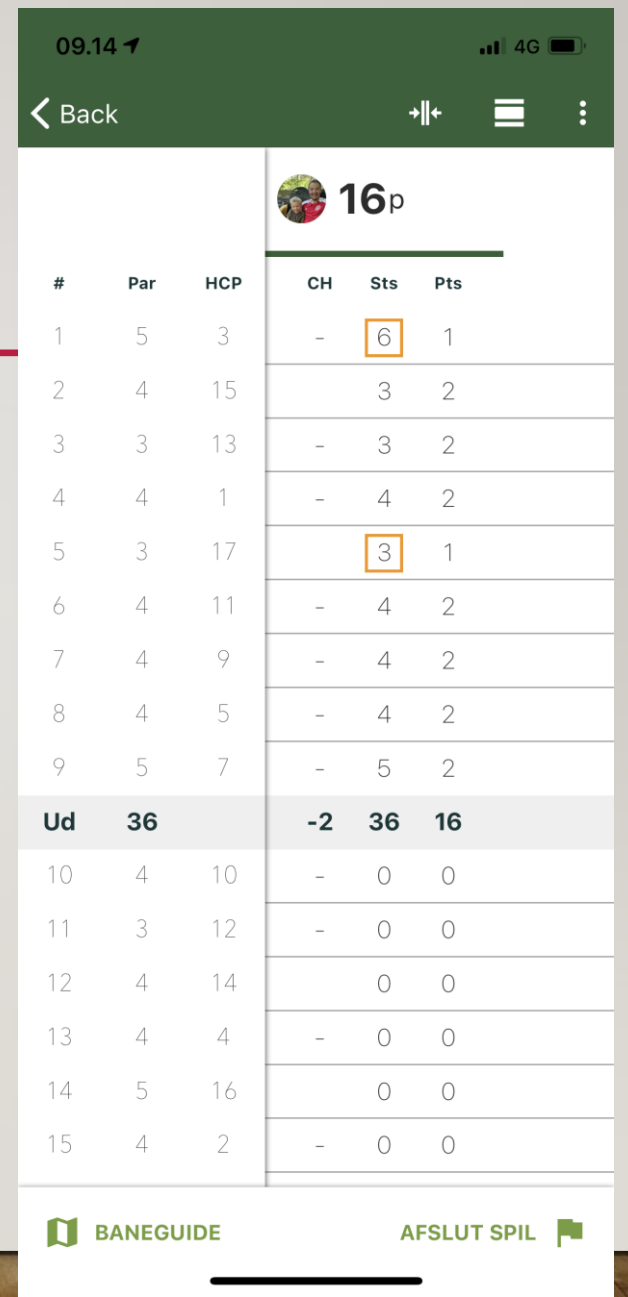 09.14 4G
Back
16p
# Par HCP CH Sts Pts
1 5 3 - 6 1
2 4 15 3 2
3 3 13 - 3 2
4 4 1 - 4 2
5 3 17 3 1
6 4 11 - 4 2
7 4 9 - 4 2
8 4 5 - 4 2
9 5 7 - 5 2
Ud 36 -2 36 16
10 4 10 - 0 0
11 3 12 - 0 0
12 4 14 0 0
13 4 4 - 0 0
14 5 16 0 0
15 4 2 - 0 0
BANEGUIDE AFSLUT SPIL